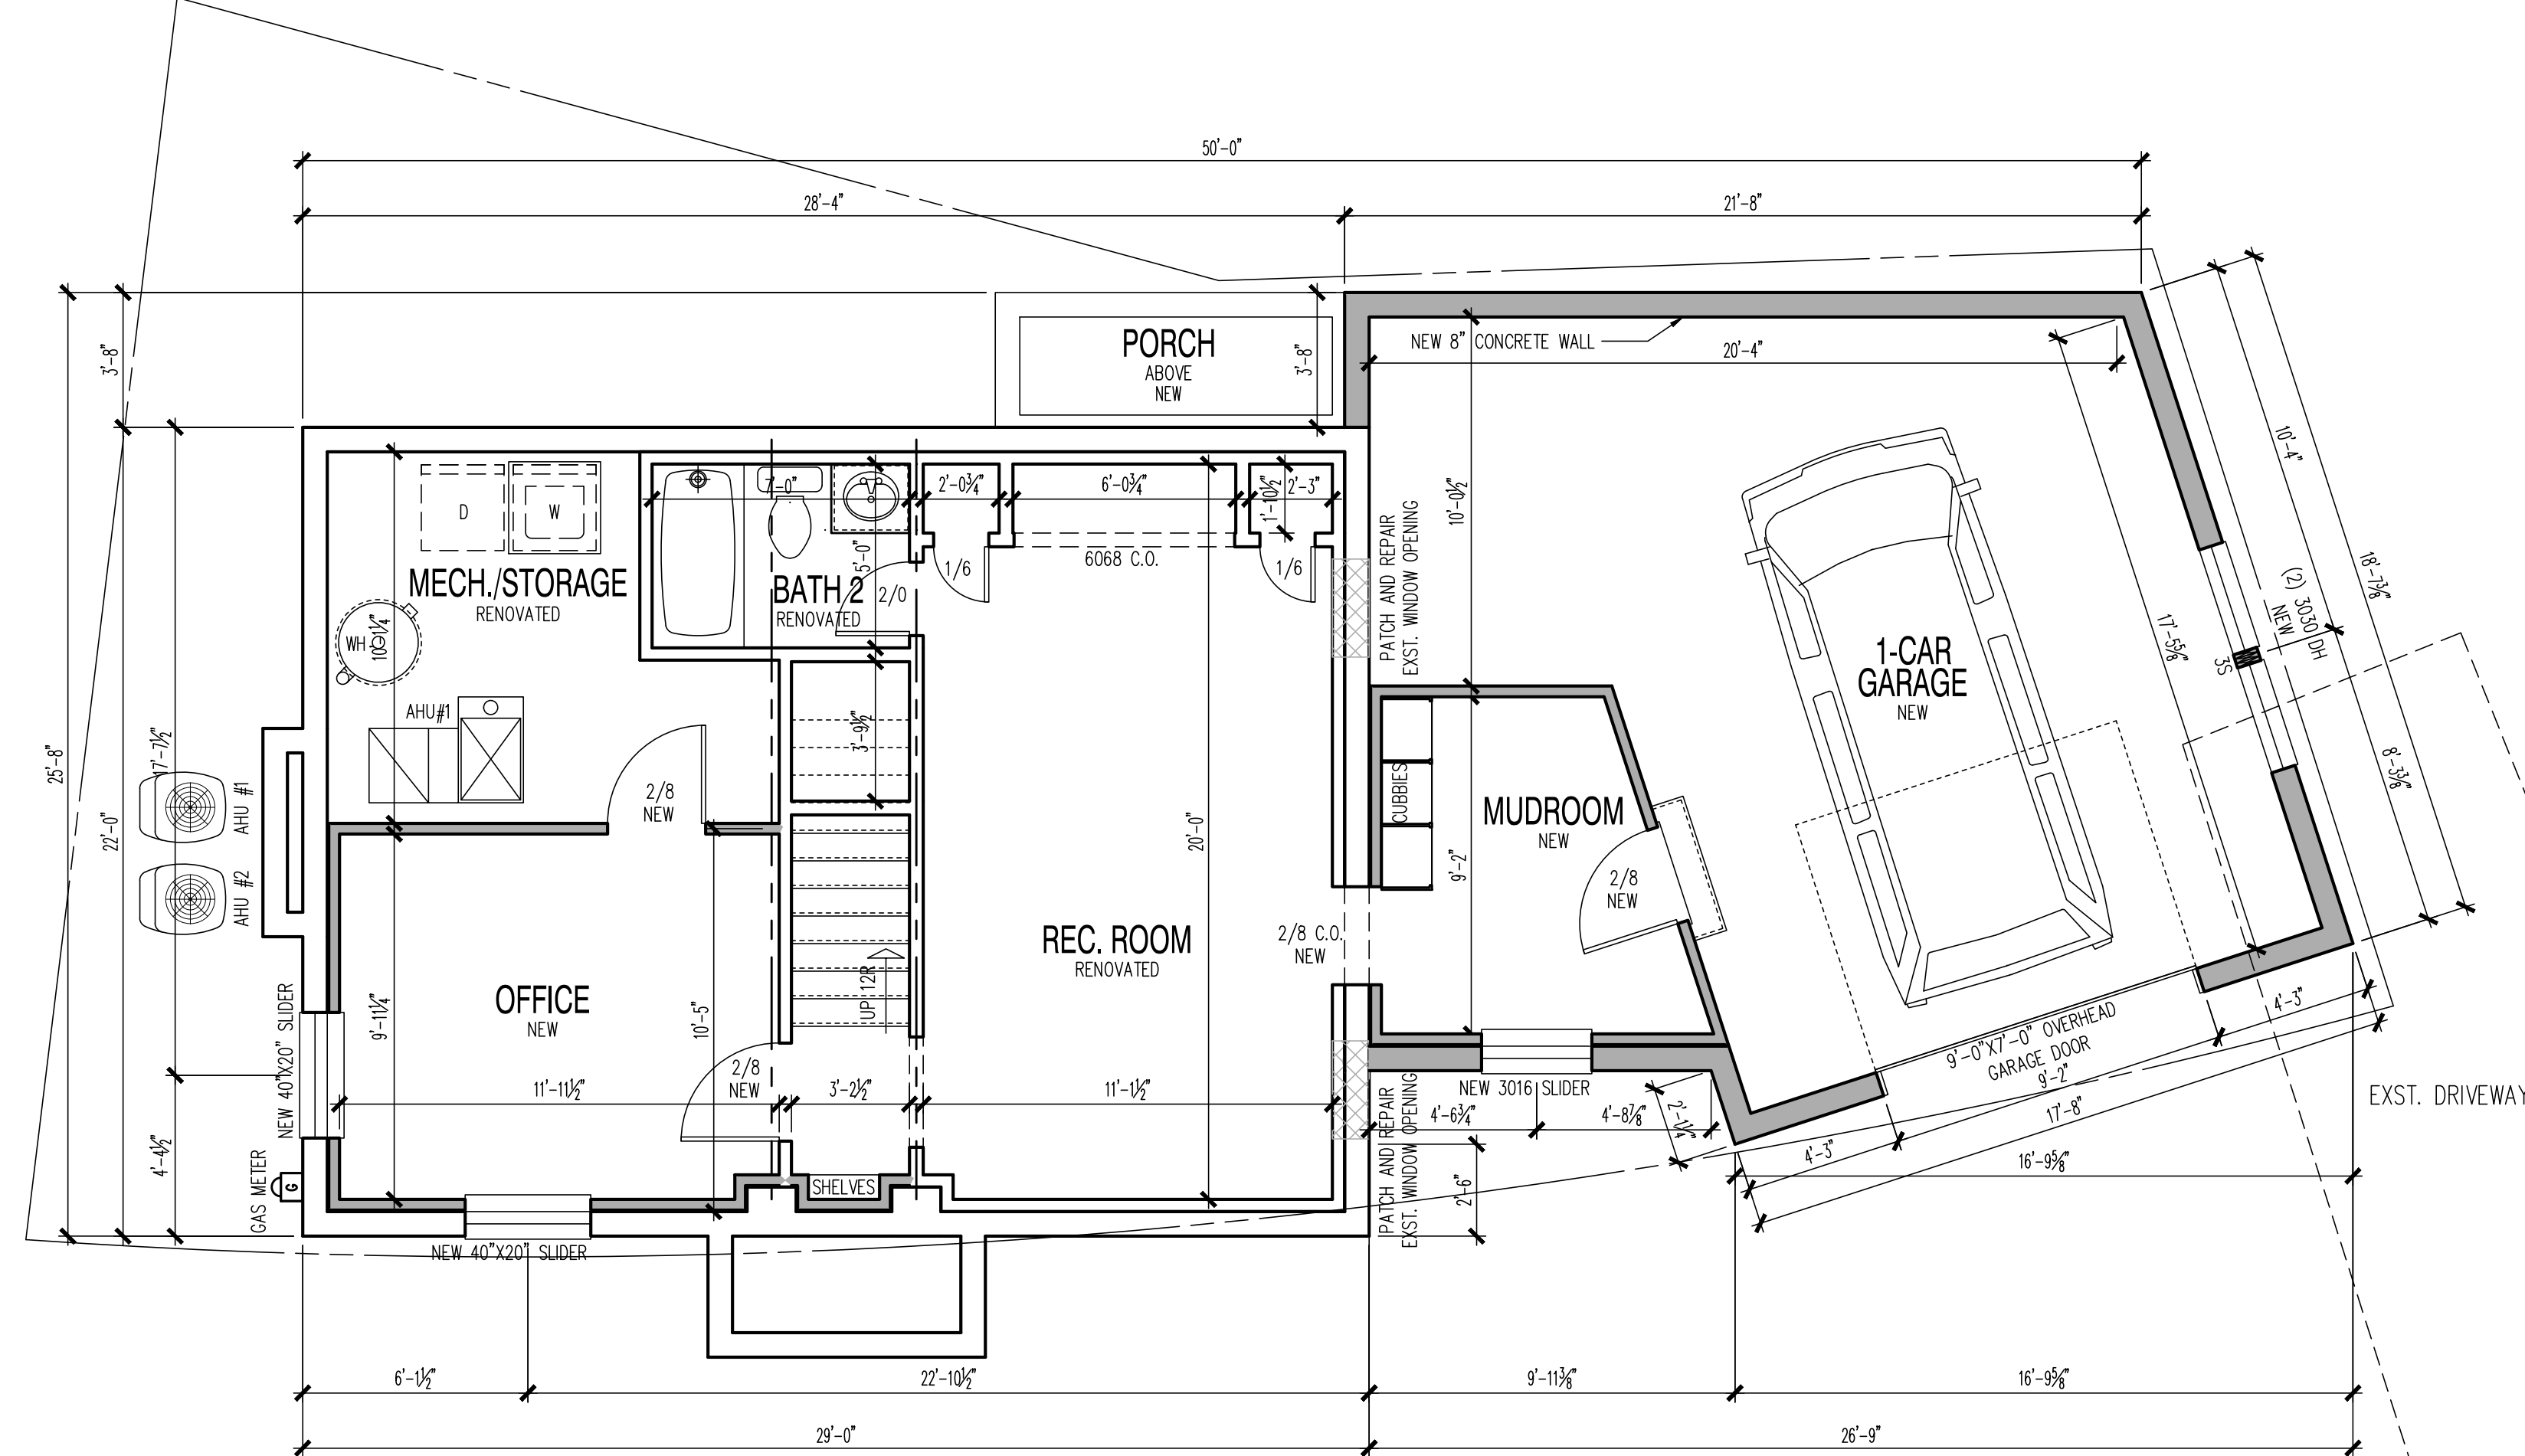 50'-0"
28'-4"
21'-8"
3'-8"
3'-8"
PORCH
ABOVE
NEW
NEW 8" CONCRETE WALL
20'-4"
10'-4"
18'-7⅜"
8'-3⅜"
17'-5⅝"
(2) 3030 DH
NEW
3S
D
W
MECH./STORAGE
RENOVATED
WH
10'-1¼"
AHU#1
7'-0"
5'-0"
BATH 2
RENOVATED
2/0
2'-0¾"
6'-0¾"
1'-10½"
2'-3"
1/6
6068 C.O.
1/6
PATCH AND REPAIR
EXST. WINDOW OPENING
10'-0½"
1-CAR
GARAGE
NEW
3'-9½"
2/8
NEW
25'-8"
22'-0"
17'-7½"
AHU #1
AHU #2
CUBBIES
MUDROOM
NEW
9'-2"
2/8
NEW
20'-0"
REC. ROOM
RENOVATED
2/8 C.O.
NEW
OFFICE
NEW
9'-11¼"
10'-5"
UP 12R
NEW 40"X20" SLIDER
4'-4½"
GAS METER
G
2/8
NEW
11'-11½"
3'-2½"
11'-1½"
SHELVES
NEW 40"X20" SLIDER
PATCH AND REPAIR
EXST. WINDOW OPENING
NEW 3016 SLIDER
4'-6¾"
4'-8⅞"
2'-1¼"
2'-6"
9'-0"X7'-0" OVERHEAD
GARAGE DOOR
4'-3"
9'-2"
17'-8"
4'-3"
16'-9⅝"
EXST. DRIVEWAY
6'-1½"
22'-10½"
9'-11⅜"
16'-9⅝"
29'-0"
26'-9"